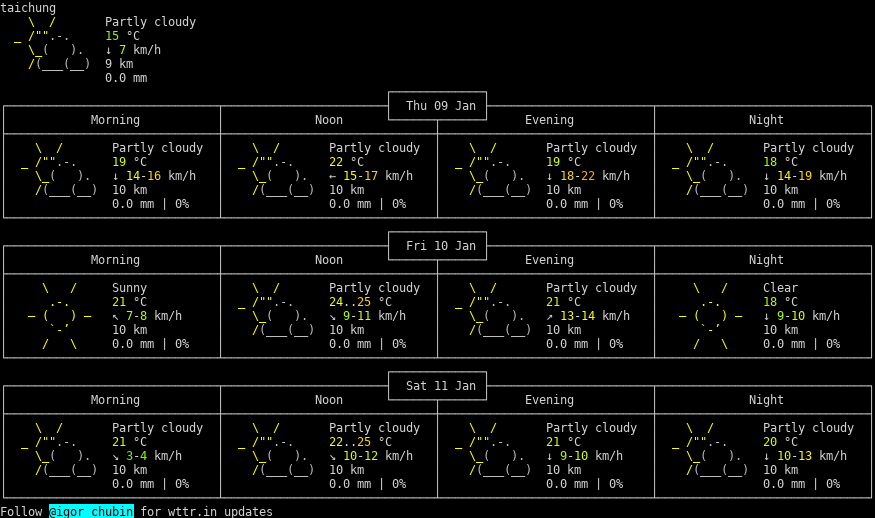 taichung
Partly cloudy
15 °C
↓ 7 km/h
9 km
0.0 mm
Thu 09 Jan
Morning Noon Evening Night
Partly cloudy Partly cloudy Partly cloudy Partly cloudy
19 °C 22 °C 19 °C 18 °C
↓ 14-16 km/h ← 15-17 km/h ↓ 18-22 km/h ↓ 14-19 km/h
10 km 10 km 10 km 10 km
0.0 mm | 0% 0.0 mm | 0% 0.0 mm | 0% 0.0 mm | 0%
Fri 10 Jan
Morning Noon Evening Night
Sunny Partly cloudy Partly cloudy Clear
21 °C 24..25 °C 21 °C 18 °C
↖ 7-8 km/h ↘ 9-11 km/h ↗ 13-14 km/h ↓ 9-10 km/h
10 km 10 km 10 km 10 km
0.0 mm | 0% 0.0 mm | 0% 0.0 mm | 0% 0.0 mm | 0%
Sat 11 Jan
Morning Noon Evening Night
Partly cloudy Partly cloudy Partly cloudy Partly cloudy
21 °C 22..25 °C 21 °C 20 °C
↘ 3-4 km/h ↘ 10-12 km/h ↓ 9-10 km/h ↓ 10-13 km/h
10 km 10 km 10 km 10 km
0.0 mm | 0% 0.0 mm | 0% 0.0 mm | 0% 0.0 mm | 0%
Follow @igor_chubin for wttr.in updates